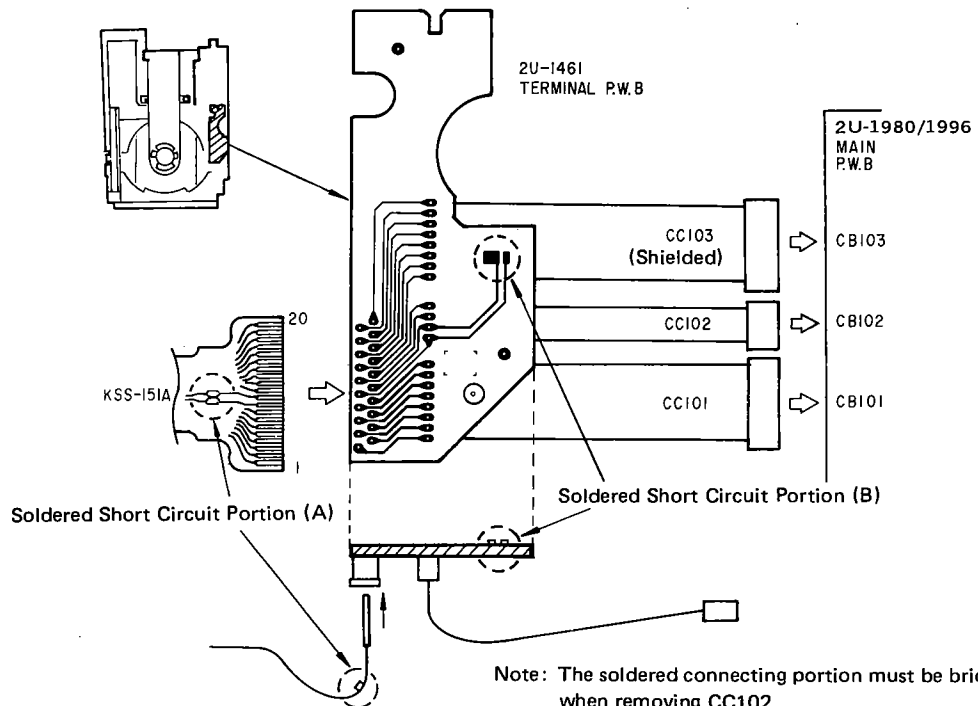 2U-1461
TERMINAL P.W.B
2U-1980/1996
MAIN
P.W.B
CC103
(Shielded)
CB103
20
CC102
CB102
KSS-151A
CC101
CB101
1
Soldered Short Circuit Portion (A)
Soldered Short Circuit Portion (B)
Note: The soldered connecting portion must be brie
when removing CC102